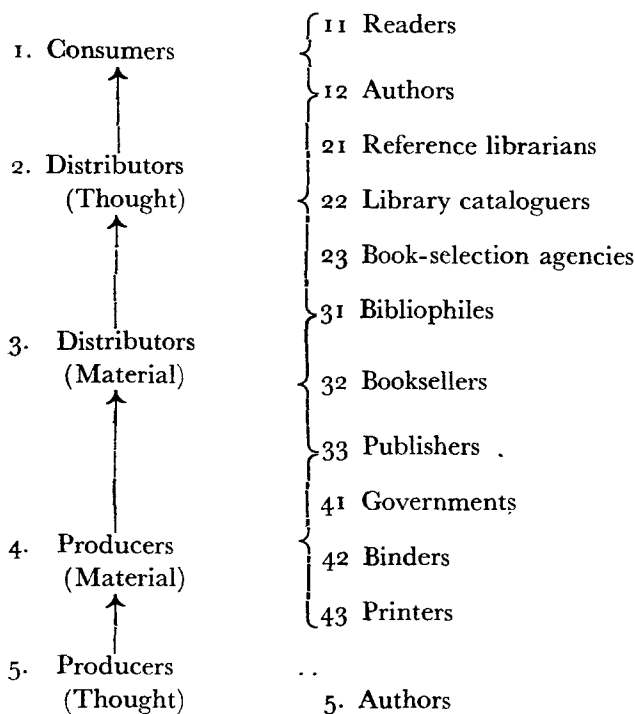 11 Readers
1. Consumers
12 Authors
21 Reference librarians
2. Distributors
(Thought)
22 Library cataloguers
23 Book-selection agencies
31 Bibliophiles
3. Distributors
(Material)
32 Booksellers
33 Publishers .
41 Governments
4. Producers
(Material)
42 Binders
43 Printers
5. Producers
(Thought)
..
5. Authors